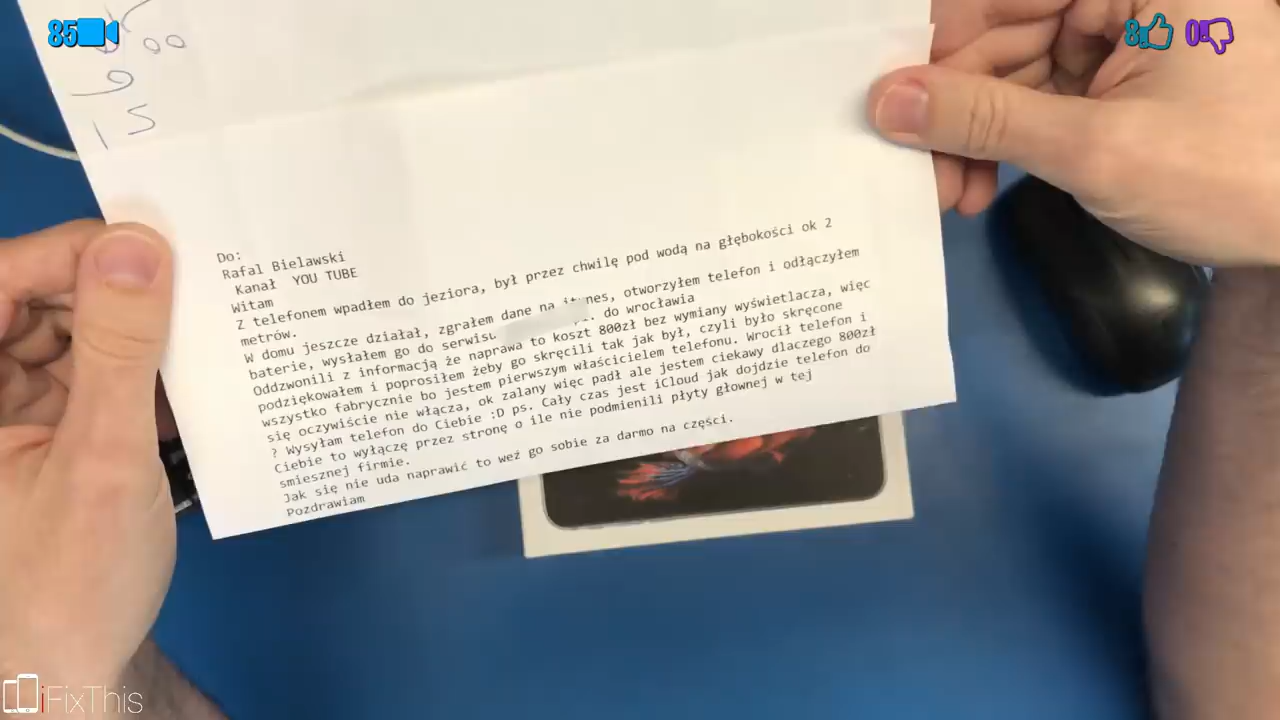 85
8 0
Do:
Rafal Bielawski
Kanał YOU TUBE
Witam
Z telefonem wpadłem do jeziora, był przez chwilę pod wodą na głębokości ok 2
metrów.
W domu jeszcze działał, zgrałem dane na itunes, otworzyłem telefon i odłączyłem
baterie, wysłałem go do serwisu do wrocławia
Oddzwonili z informacją że naprawa to koszt 800zł bez wymiany wyświetlacza, więc
podziękowałem i poprosiłem żeby go skręcili tak jak był, czyli było skręcone
wszystko fabrycznie bo jestem pierwszym właścicielem telefonu. Wrocił telefon i
się oczywiście nie włącza, ok zalany więc padł ale jestem ciekawy dlaczego 800zł
? Wysyłam telefon do Ciebie :D ps. Cały czas jest iCloud jak dojdzie telefon do
Ciebie to wyłączę przez stronę o ile nie podmienili płyty głownej w tej
smiesznej firmie.
Jak się nie uda naprawić to weź go sobie za darmo na części.
Pozdrawiam
iFixThis